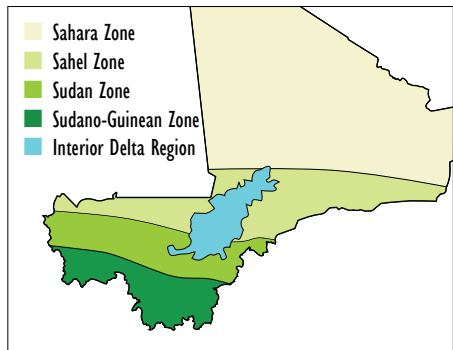 Sahara Zone
Sahel Zone
Sudan Zone
Sudano-Guinean Zone
Interior Delta Region